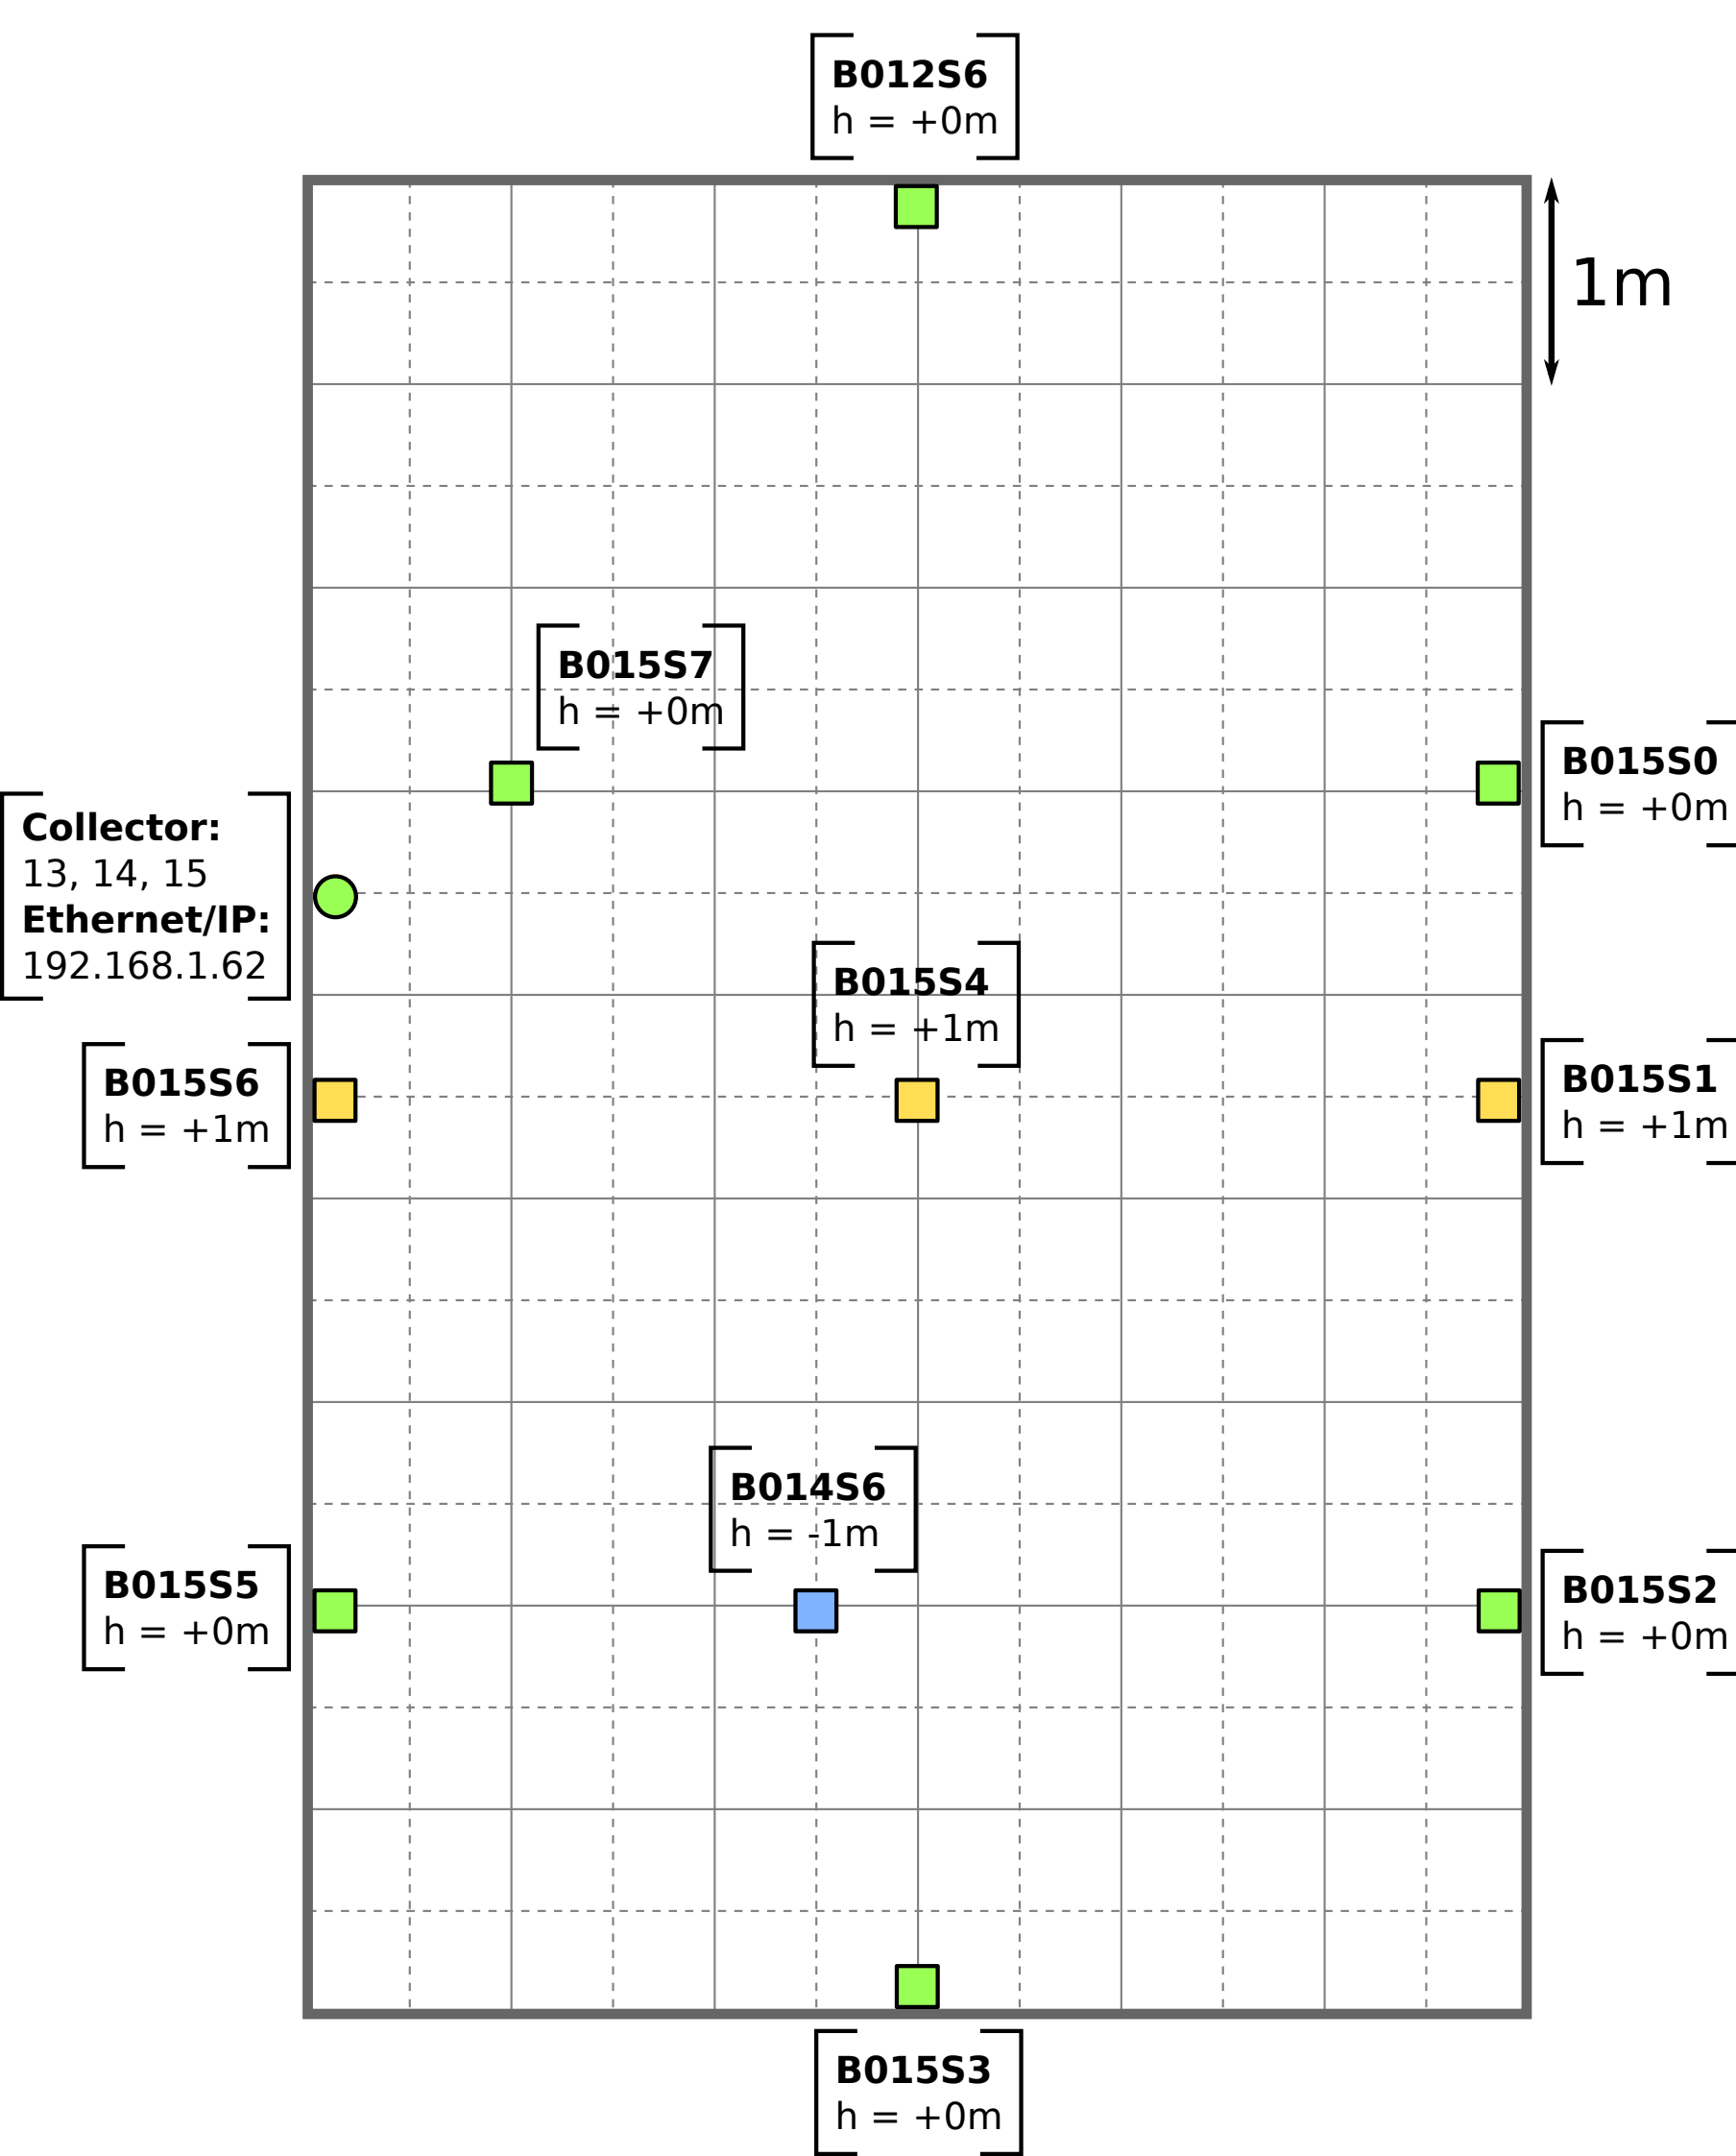 B012S6
h = +0m
1m
B015S7
h = +0m
B015S0
h = +0m
Collector:
13, 14, 15
Ethernet/IP:
192.168.1.62
B015S4
h = +1m
B015S6
h = +1m
B015S1
h = +1m
B014S6
h = -1m
B015S5
h = +0m
B015S2
h = +0m
B015S3
h = +0m